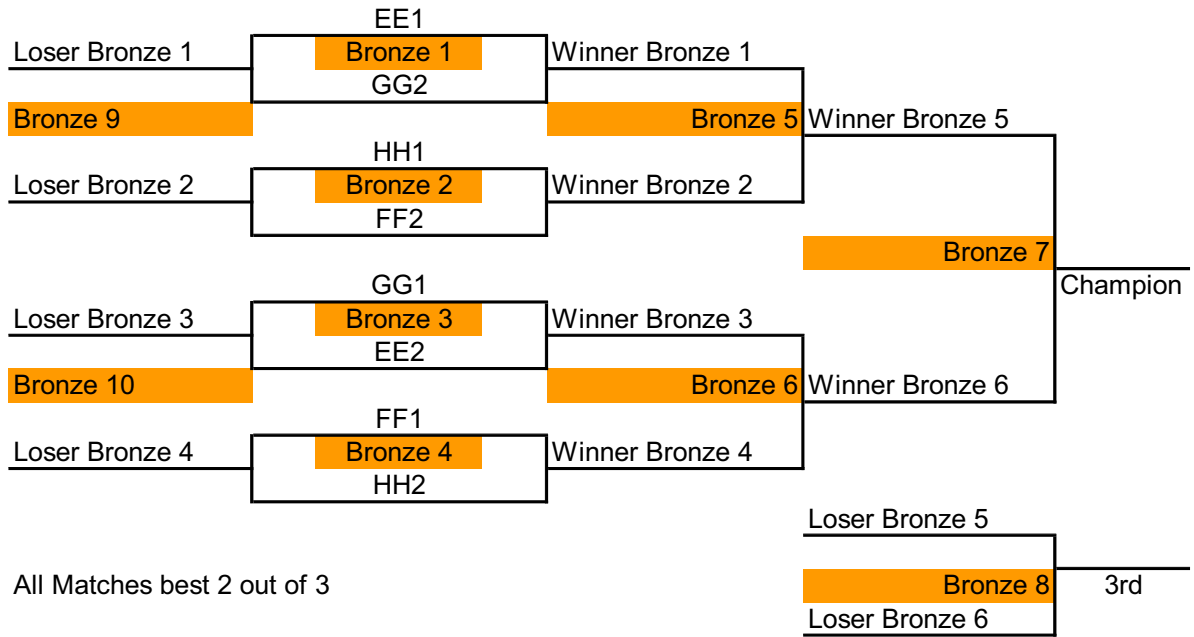 EE1
Loser Bronze 1 Bronze 1 Winner Bronze 1
GG2
Bronze 9 Bronze 5 Winner Bronze 5
HH1
Loser Bronze 2 Bronze 2 Winner Bronze 2
FF2
Bronze 7
GG1 Champion
Loser Bronze 3 Bronze 3 Winner Bronze 3
EE2
Bronze 10 Bronze 6 Winner Bronze 6
FF1
Loser Bronze 4 Bronze 4 Winner Bronze 4
HH2
Loser Bronze 5
All Matches best 2 out of 3 Bronze 8 3rd
Loser Bronze 6